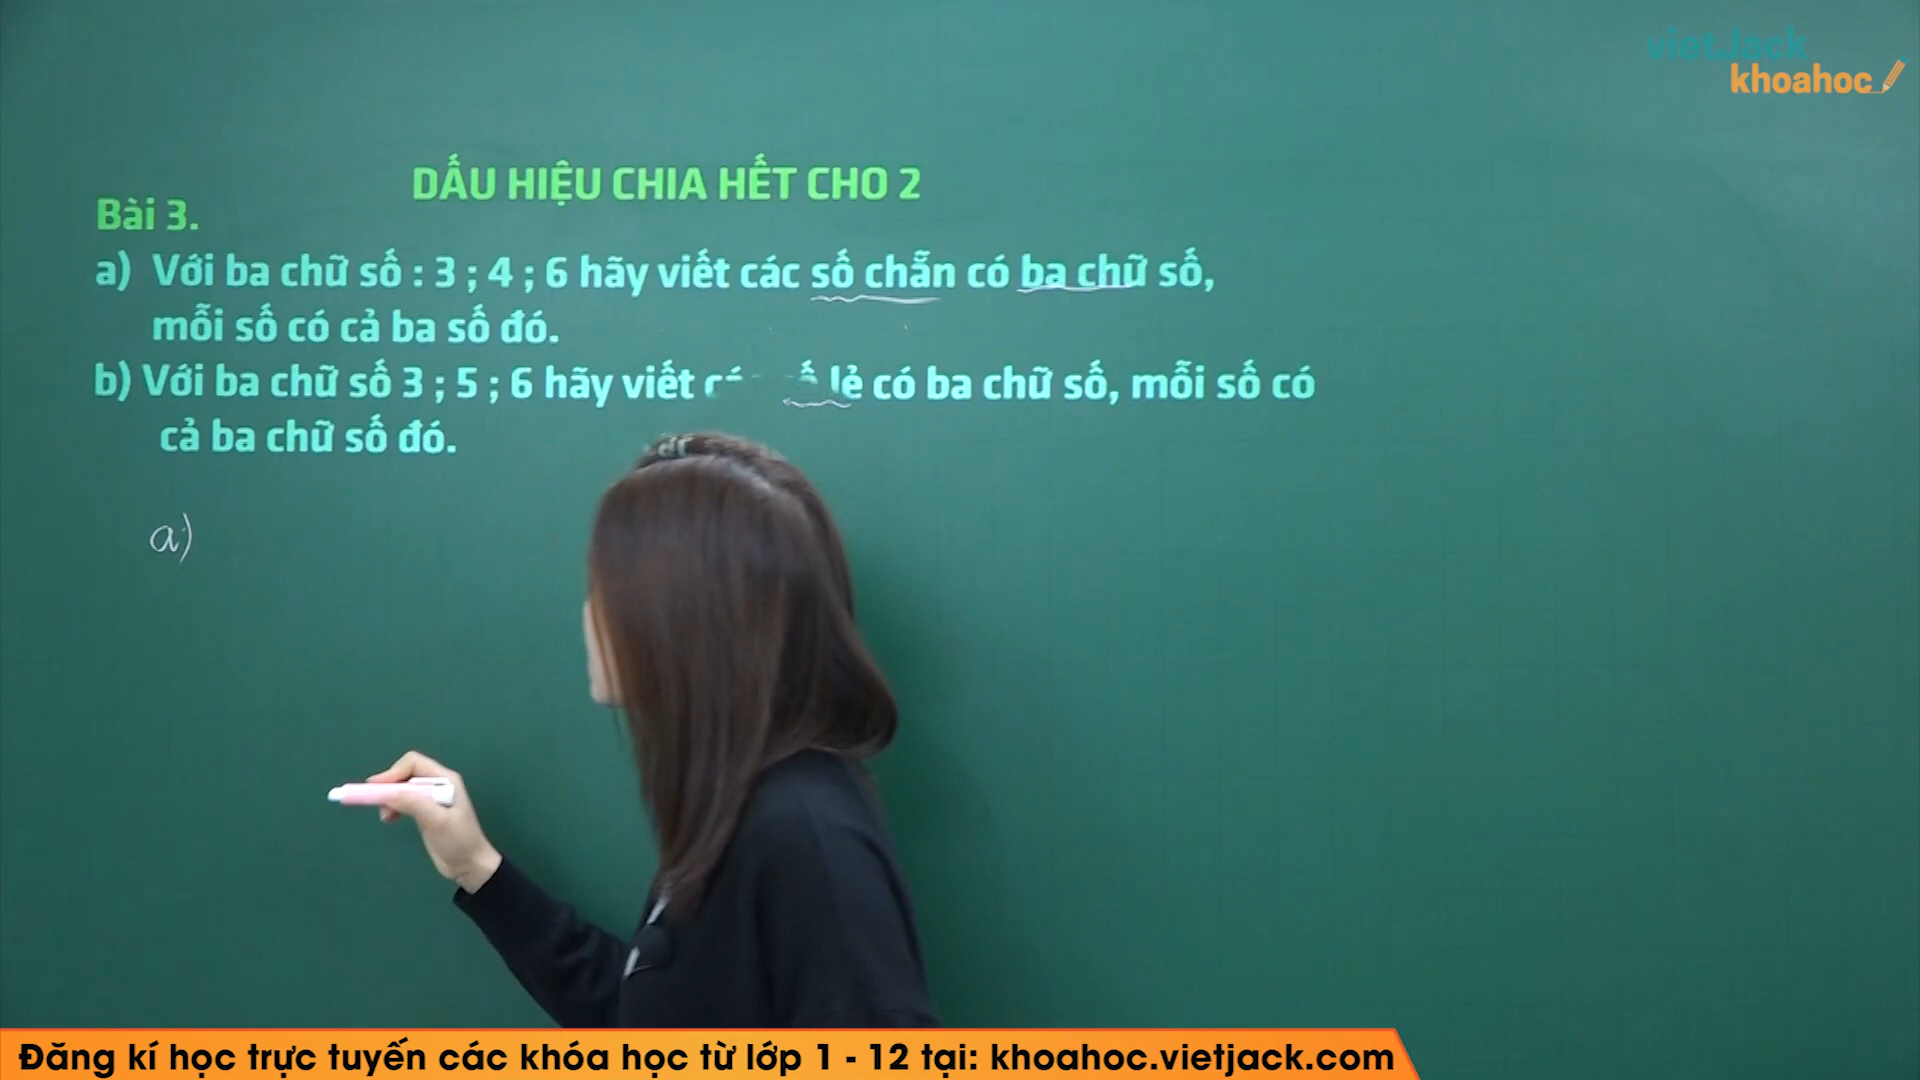 vietJack
khoahoc
DẤU HIỆU CHIA HẾT CHO 2
Bài 3.
a) Với ba chữ số : 3 ; 4 ; 6 hãy viết các số chẵn có ba chữ số,
mỗi số có cả ba số đó.
b) Với ba chữ số 3 ; 5 ; 6 hãy viết lẻ có ba chữ số, mỗi số có
cả ba chữ số đó.
a)
Đăng kí học trực tuyến các khóa học từ lớp 1 - 12 tại: khoahoc.vietjack.com